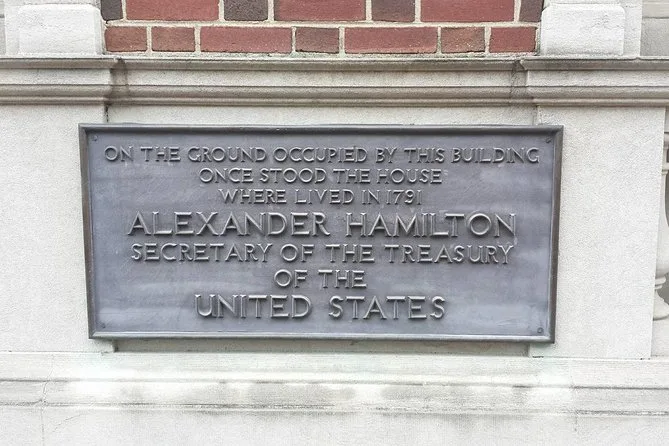 ON THE GROUND OCCUPIED BY THIS BUILDING
ONCE STOOD THE HOUSE
WHERE LIVED IN 1791
ALEXANDER HAMILTON
SECRETARY OF THE TREASURY
OF THE
UNITED STATES